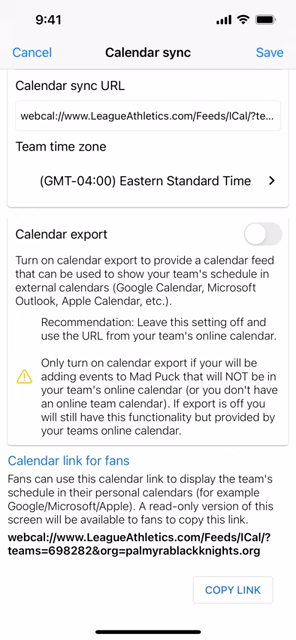 9:41
Cancel Calendar sync Save
Calendar sync URL
webcal://www.LeagueAthletics.com/Feeds/ICal/?te...
Team time zone
(GMT-04:00) Eastern Standard Time
Calendar export
Turn on calendar export to provide a calendar feed
that can be used to show your team's schedule in
external calendars (Google Calendar, Microsoft
Outlook, Apple Calendar, etc.).
Recommendation: Leave this setting off and
use the URL from your team's online calendar.
Only turn on calendar export if your will be
adding events to Mad Puck that will NOT be in
your team's online calendar (or you don't have
an online team calendar). If export is off you
will still have this functionality but provided by
your teams online calendar.
Calendar link for fans
Fans can use this calendar link to display the team's
schedule in their personal calendars (for example
Google/Microsoft/Apple). A read-only version of this
screen will be available to fans to copy this link.
webcal://www.LeagueAthletics.com/Feeds/ICal/?
teams=698282&org=palmyrablackknights.org
COPY LINK